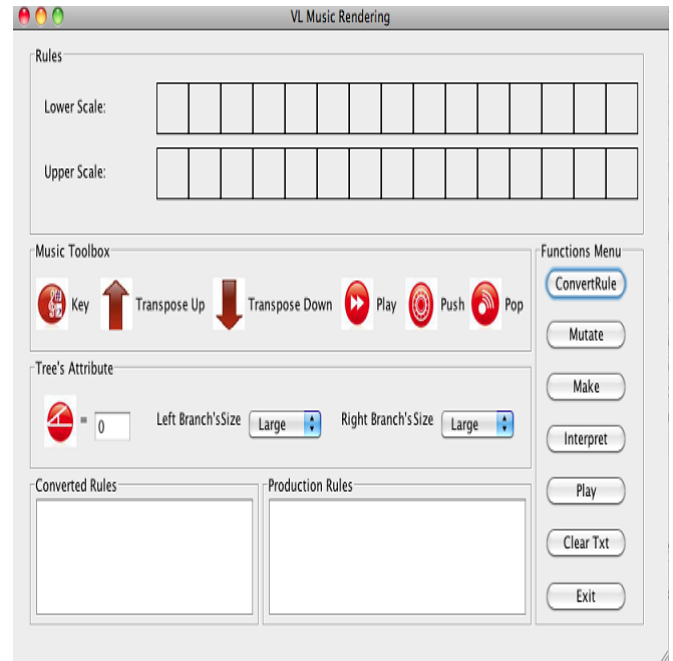 VL Music Rendering
Rules
Lower Scale:
Upper Scale:
Music Toolbox
Key Transpose Up Transpose Down Play Push Pop
Tree's Attribute
= 0 Left Branch'sSize Large Right Branch'sSize Large
Converted Rules Production Rules
Functions Menu
ConvertRule
Mutate
Make
Interpret
Play
Clear Txt
Exit